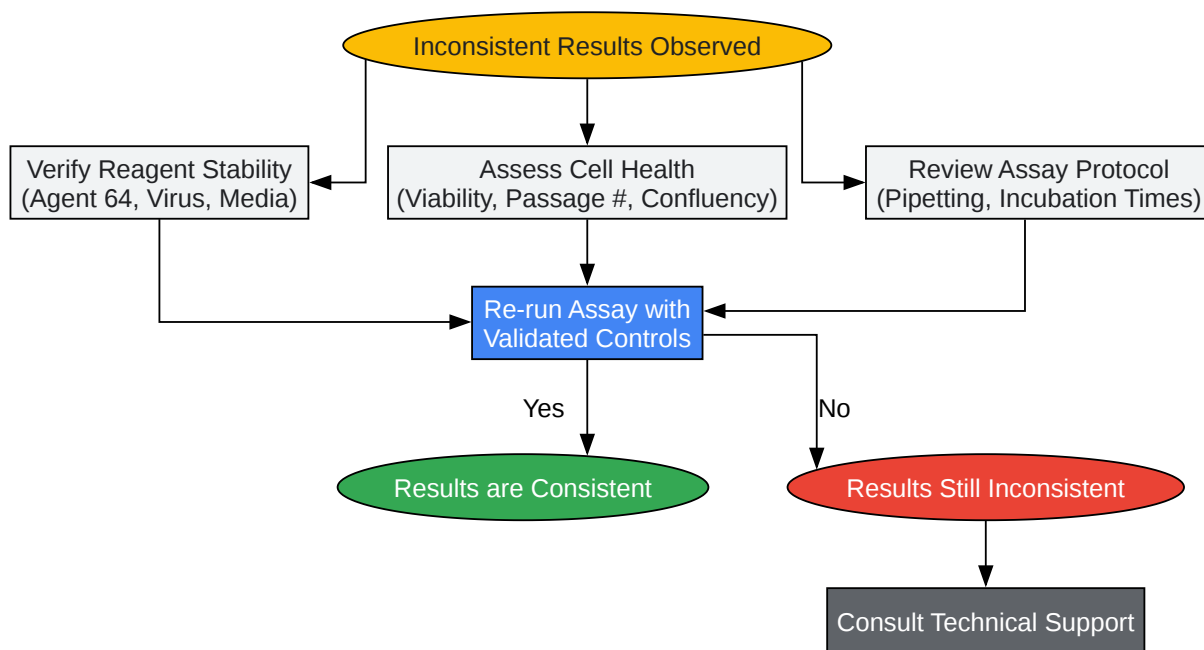 Inconsistent Results Observed
Verify Reagent Stability
(Agent 64, Virus, Media)
Assess Cell Health
(Viability, Passage #, Confluency)
Review Assay Protocol
(Pipetting, Incubation Times)
Re-run Assay with
Validated Controls
Yes
No
Results are Consistent
Results Still Inconsistent
Consult Technical Support